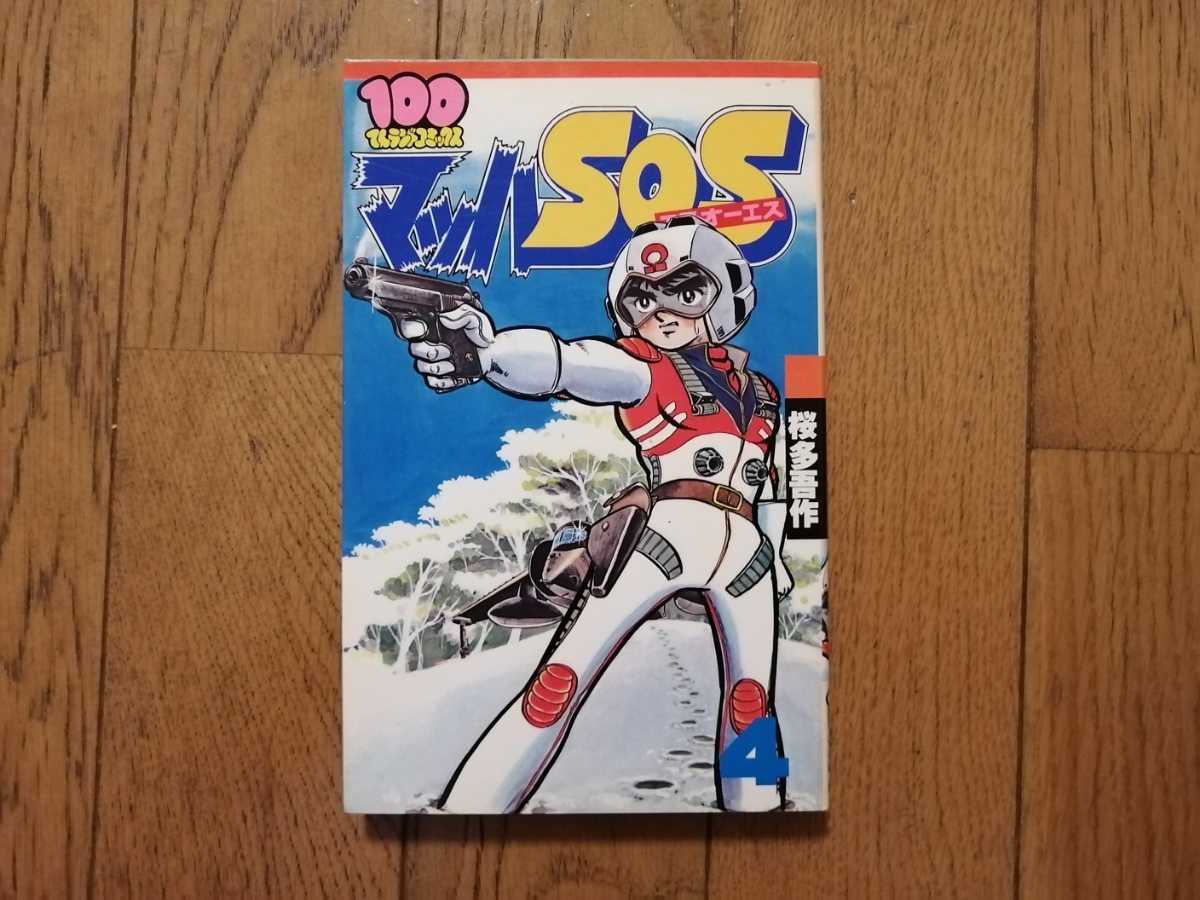 100
てんとう虫コミックス
マッハSOS
エスオーエス
桜多吾作
4